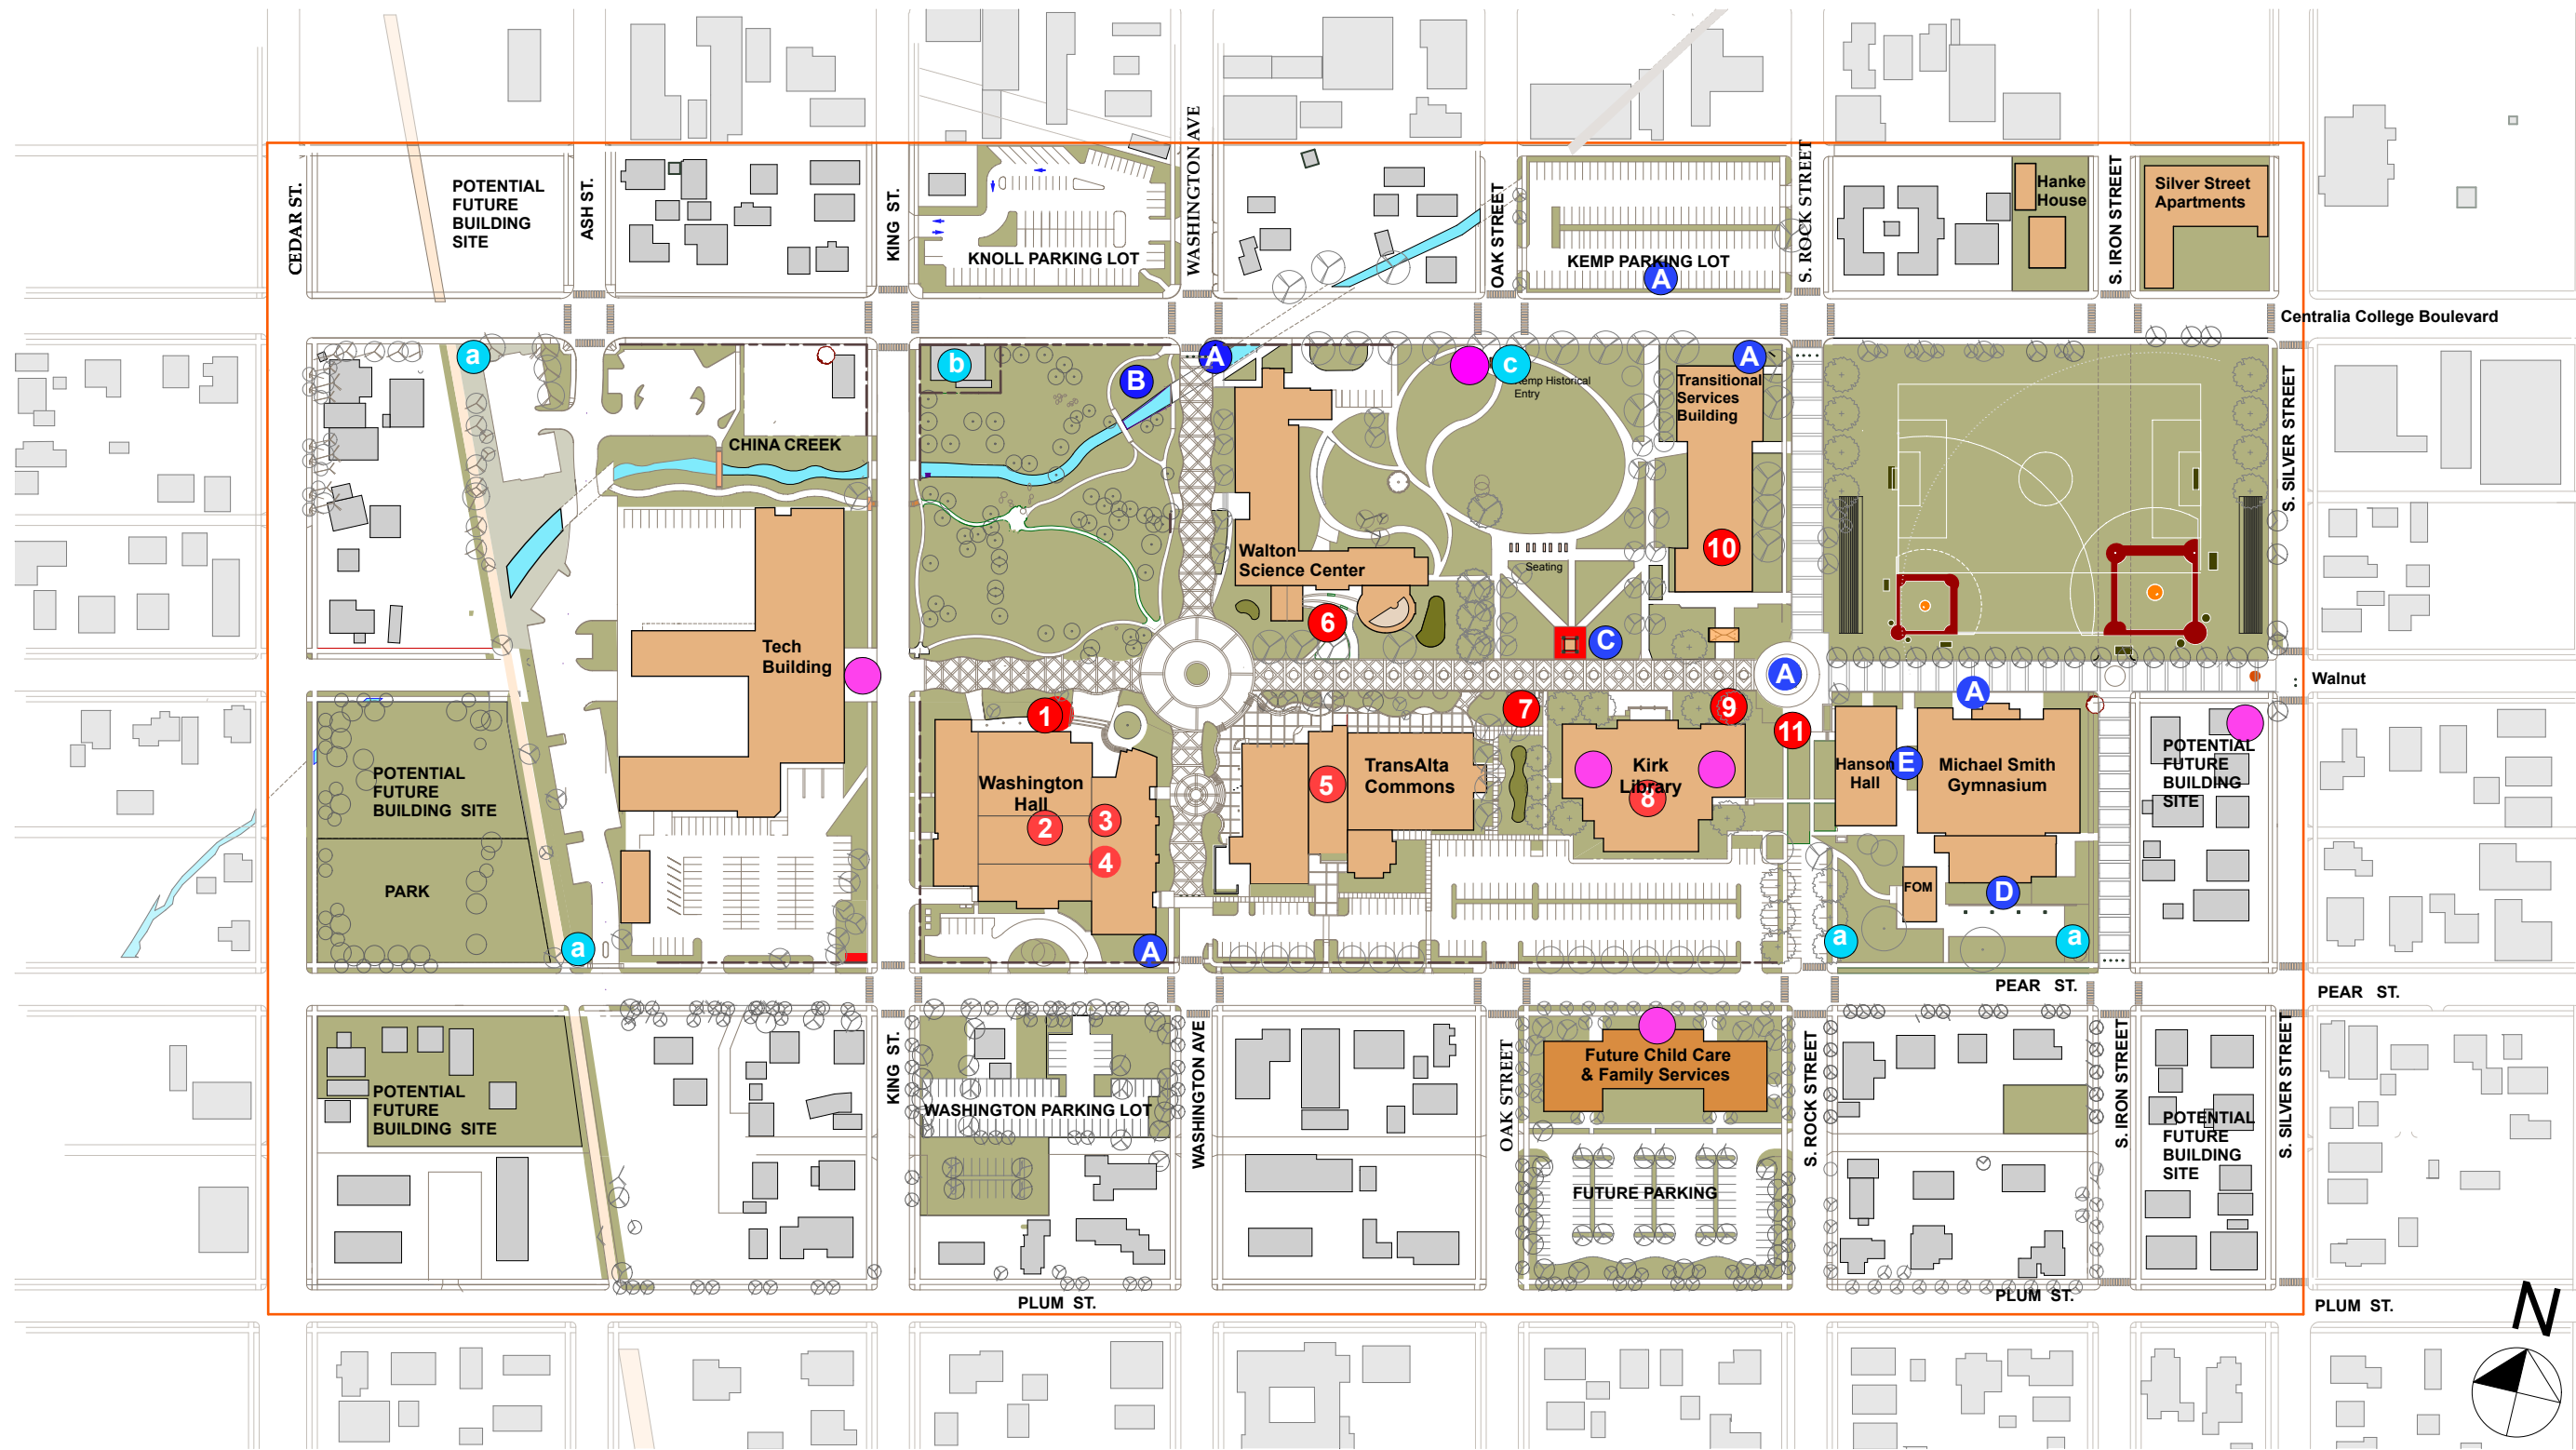 WASHINGTON AVE
CEDAR ST.
POTENTIAL
FUTURE
BUILDING
SITE
ASH ST.
KING ST.
KNOLL PARKING LOT
OAK STREET
KEMP PARKING LOT
A
S. ROCK STREET
Hanke
House
S. IRON STREET
Silver Street
Apartments
Centralia College Boulevard
a
b
B
A
c
Kemp Historical
Entry
A
Transitional
Services
Building
S. SILVER STREET
CHINA CREEK
Walton
Science Center
10
Seating
6
C
Tech
Building
A
A
: Walnut
1
7
9
11
POTENTIAL
FUTURE
BUILDING
SITE
POTENTIAL
FUTURE
BUILDING SITE
Washington
Hall
2
3
4
5
TransAlta
Commons
Kirk
Library
8
Hanson
Hall
E
Michael Smith
Gymnasium
PARK
FOM
D
a
A
a
a
PEAR ST.
PEAR ST.
KING ST.
WASHINGTON AVE
OAK STREET
S. ROCK STREET
S. IRON STREET
S. SILVER STREET
Future Child Care
& Family Services
POTENTIAL
FUTURE
BUILDING SITE
WASHINGTON PARKING LOT
POTENTIAL
FUTURE
BUILDING
SITE
FUTURE PARKING
PLUM ST.
PLUM ST.
PLUM ST.
N